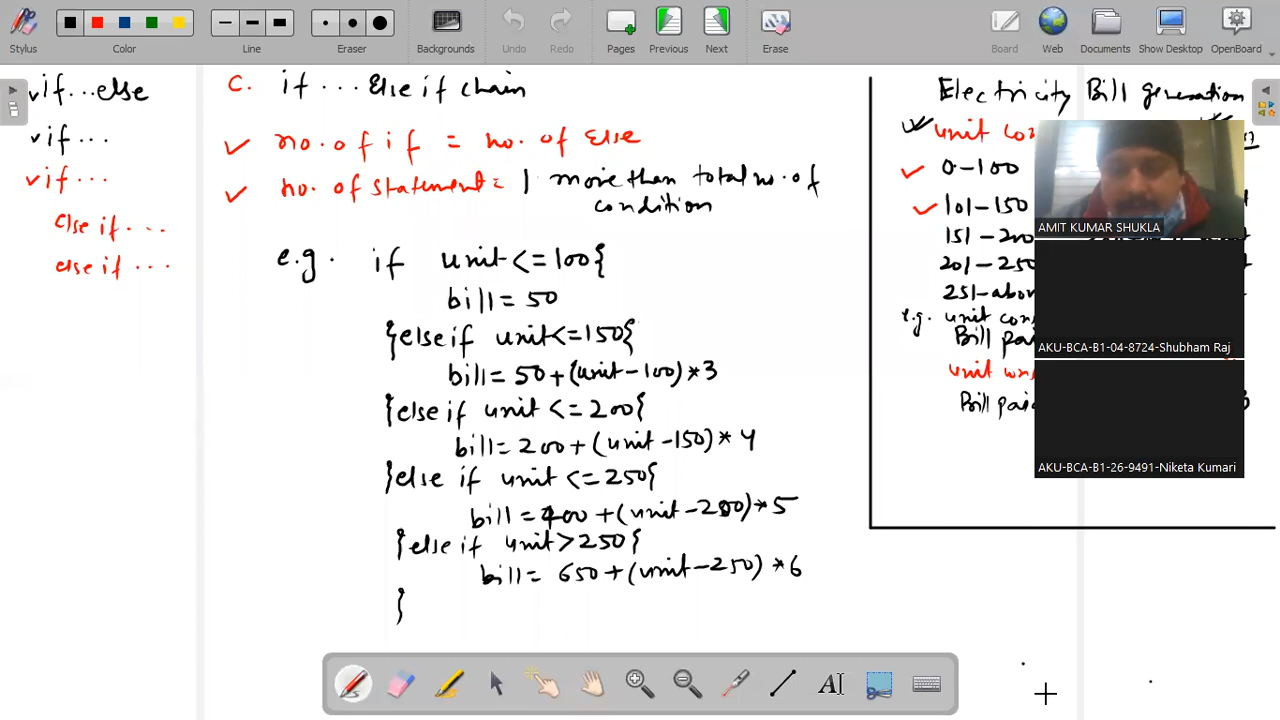 Stylus
Color
Line
Eraser
Backgrounds
Undo
Redo
Pages
Previous
Next
Erase
Board
Web
Documents
Show Desktop
OpenBoard
if...else
if...
if...
else if...
else if...
C. if...Else if chain
no. of if = no. of Else
no. of statement = 1 more than total no. of
condition
e.g. if unit <= 100{
bill = 50
}else if unit <= 150{
bill = 50+(unit-100)*3
}else if unit <= 200{
bill = 200+(unit-150)*4
}else if unit <= 250{
bill = 400+(unit-200)*5
}else if unit > 250{
bill = 650+(unit-250)*6
}
Electricity Bill generation
unit
0-100
101-150
151-200
201-250
251-
e.g. unit
Bill
unit
Bill
AMIT KUMAR SHUKLA
AKU-BCA-B1-04-8724-Shubham Raj
AKU-BCA-B1-26-9491-Niketa Kumari
AI